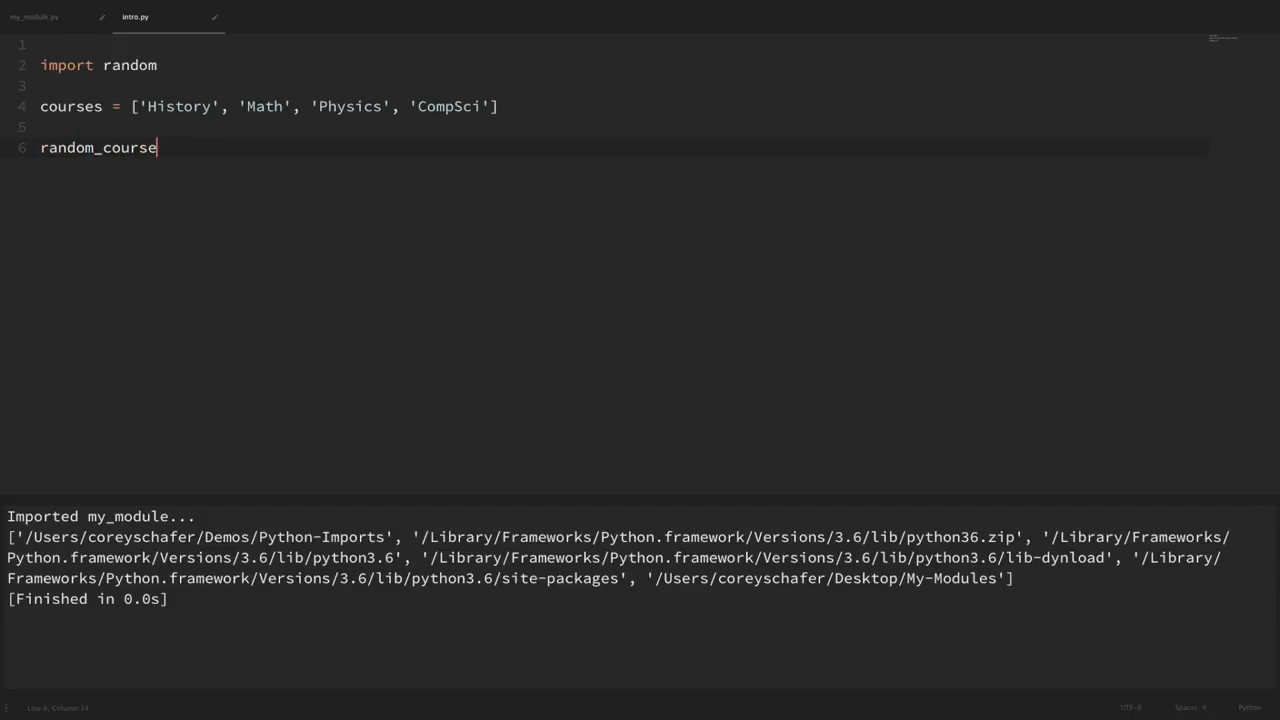 my_module.py
intro.py
1
2 import random
3
4 courses = ['History', 'Math', 'Physics', 'CompSci']
5
6 random_course
Imported my_module...
['/Users/coreyschafer/Demos/Python-Imports', '/Library/Frameworks/Python.framework/Versions/3.6/lib/python36.zip', '/Library/Frameworks/
Python.framework/Versions/3.6/lib/python3.6', '/Library/Frameworks/Python.framework/Versions/3.6/lib/python3.6/lib-dynload', '/Library/
Frameworks/Python.framework/Versions/3.6/lib/python3.6/site-packages', '/Users/coreyschafer/Desktop/My-Modules']
[Finished in 0.0s]
Line 6, Column 14
UTF-8
Spaces: 4
Python